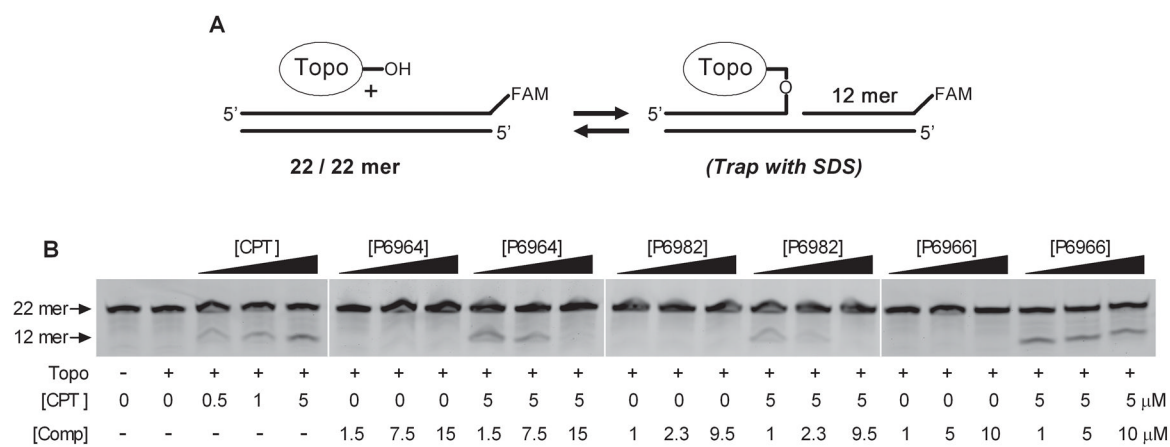 A
Topo
OH
+
FAM
5'
5'
22 / 22 mer
Topo
O
12 mer
FAM
5'
5'
(Trap with SDS)
B
[CPT] [P6964] [P6964] [P6982] [P6982] [P6966] [P6966]
22 mer
12 mer
Topo - + + + + + + + + + + + + + + + + + + + + + +
[CPT] 0 0 0.5 1 5 0 0 0 5 5 5 0 0 0 5 5 5 0 0 0 5 5 5 μM
[Comp] - - - - - 1.5 7.5 15 1.5 7.5 15 1 2.3 9.5 1 2.3 9.5 1 5 10 1 5 10 μM